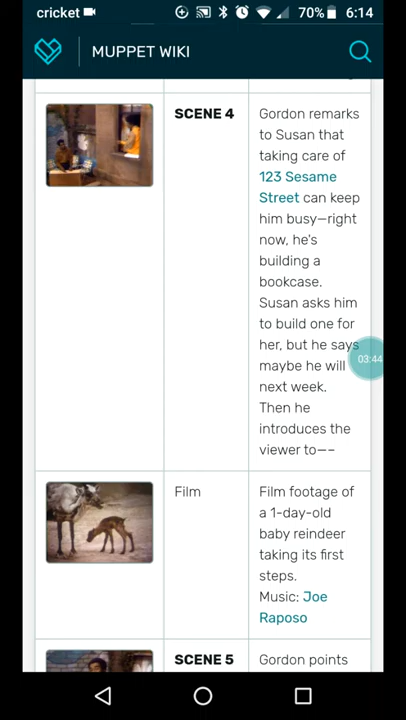 cricket 70% 6:14
MUPPET WIKI
SCENE 4
Gordon remarks
to Susan that
taking care of
123 Sesame
Street can keep
him busy—right
now, he's
building a
bookcase.
Susan asks him
to build one for
her, but he says
maybe he will
next week.
Then he
introduces the
viewer to—–
03:44
Film
Film footage of
a 1-day-old
baby reindeer
taking its first
steps.
Music: Joe
Raposo
SCENE 5
Gordon points